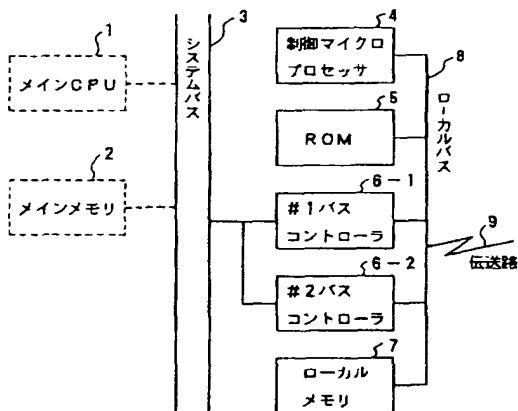 1
メインCPU
2
メインメモリ
システムバス
3
4
制御マイクロ
プロセッサ
5
ROM
6-1
#1バス
コントローラ
6-2
#2バス
コントローラ
7
ローカル
メモリ
8
ローカルバス
9
伝送路